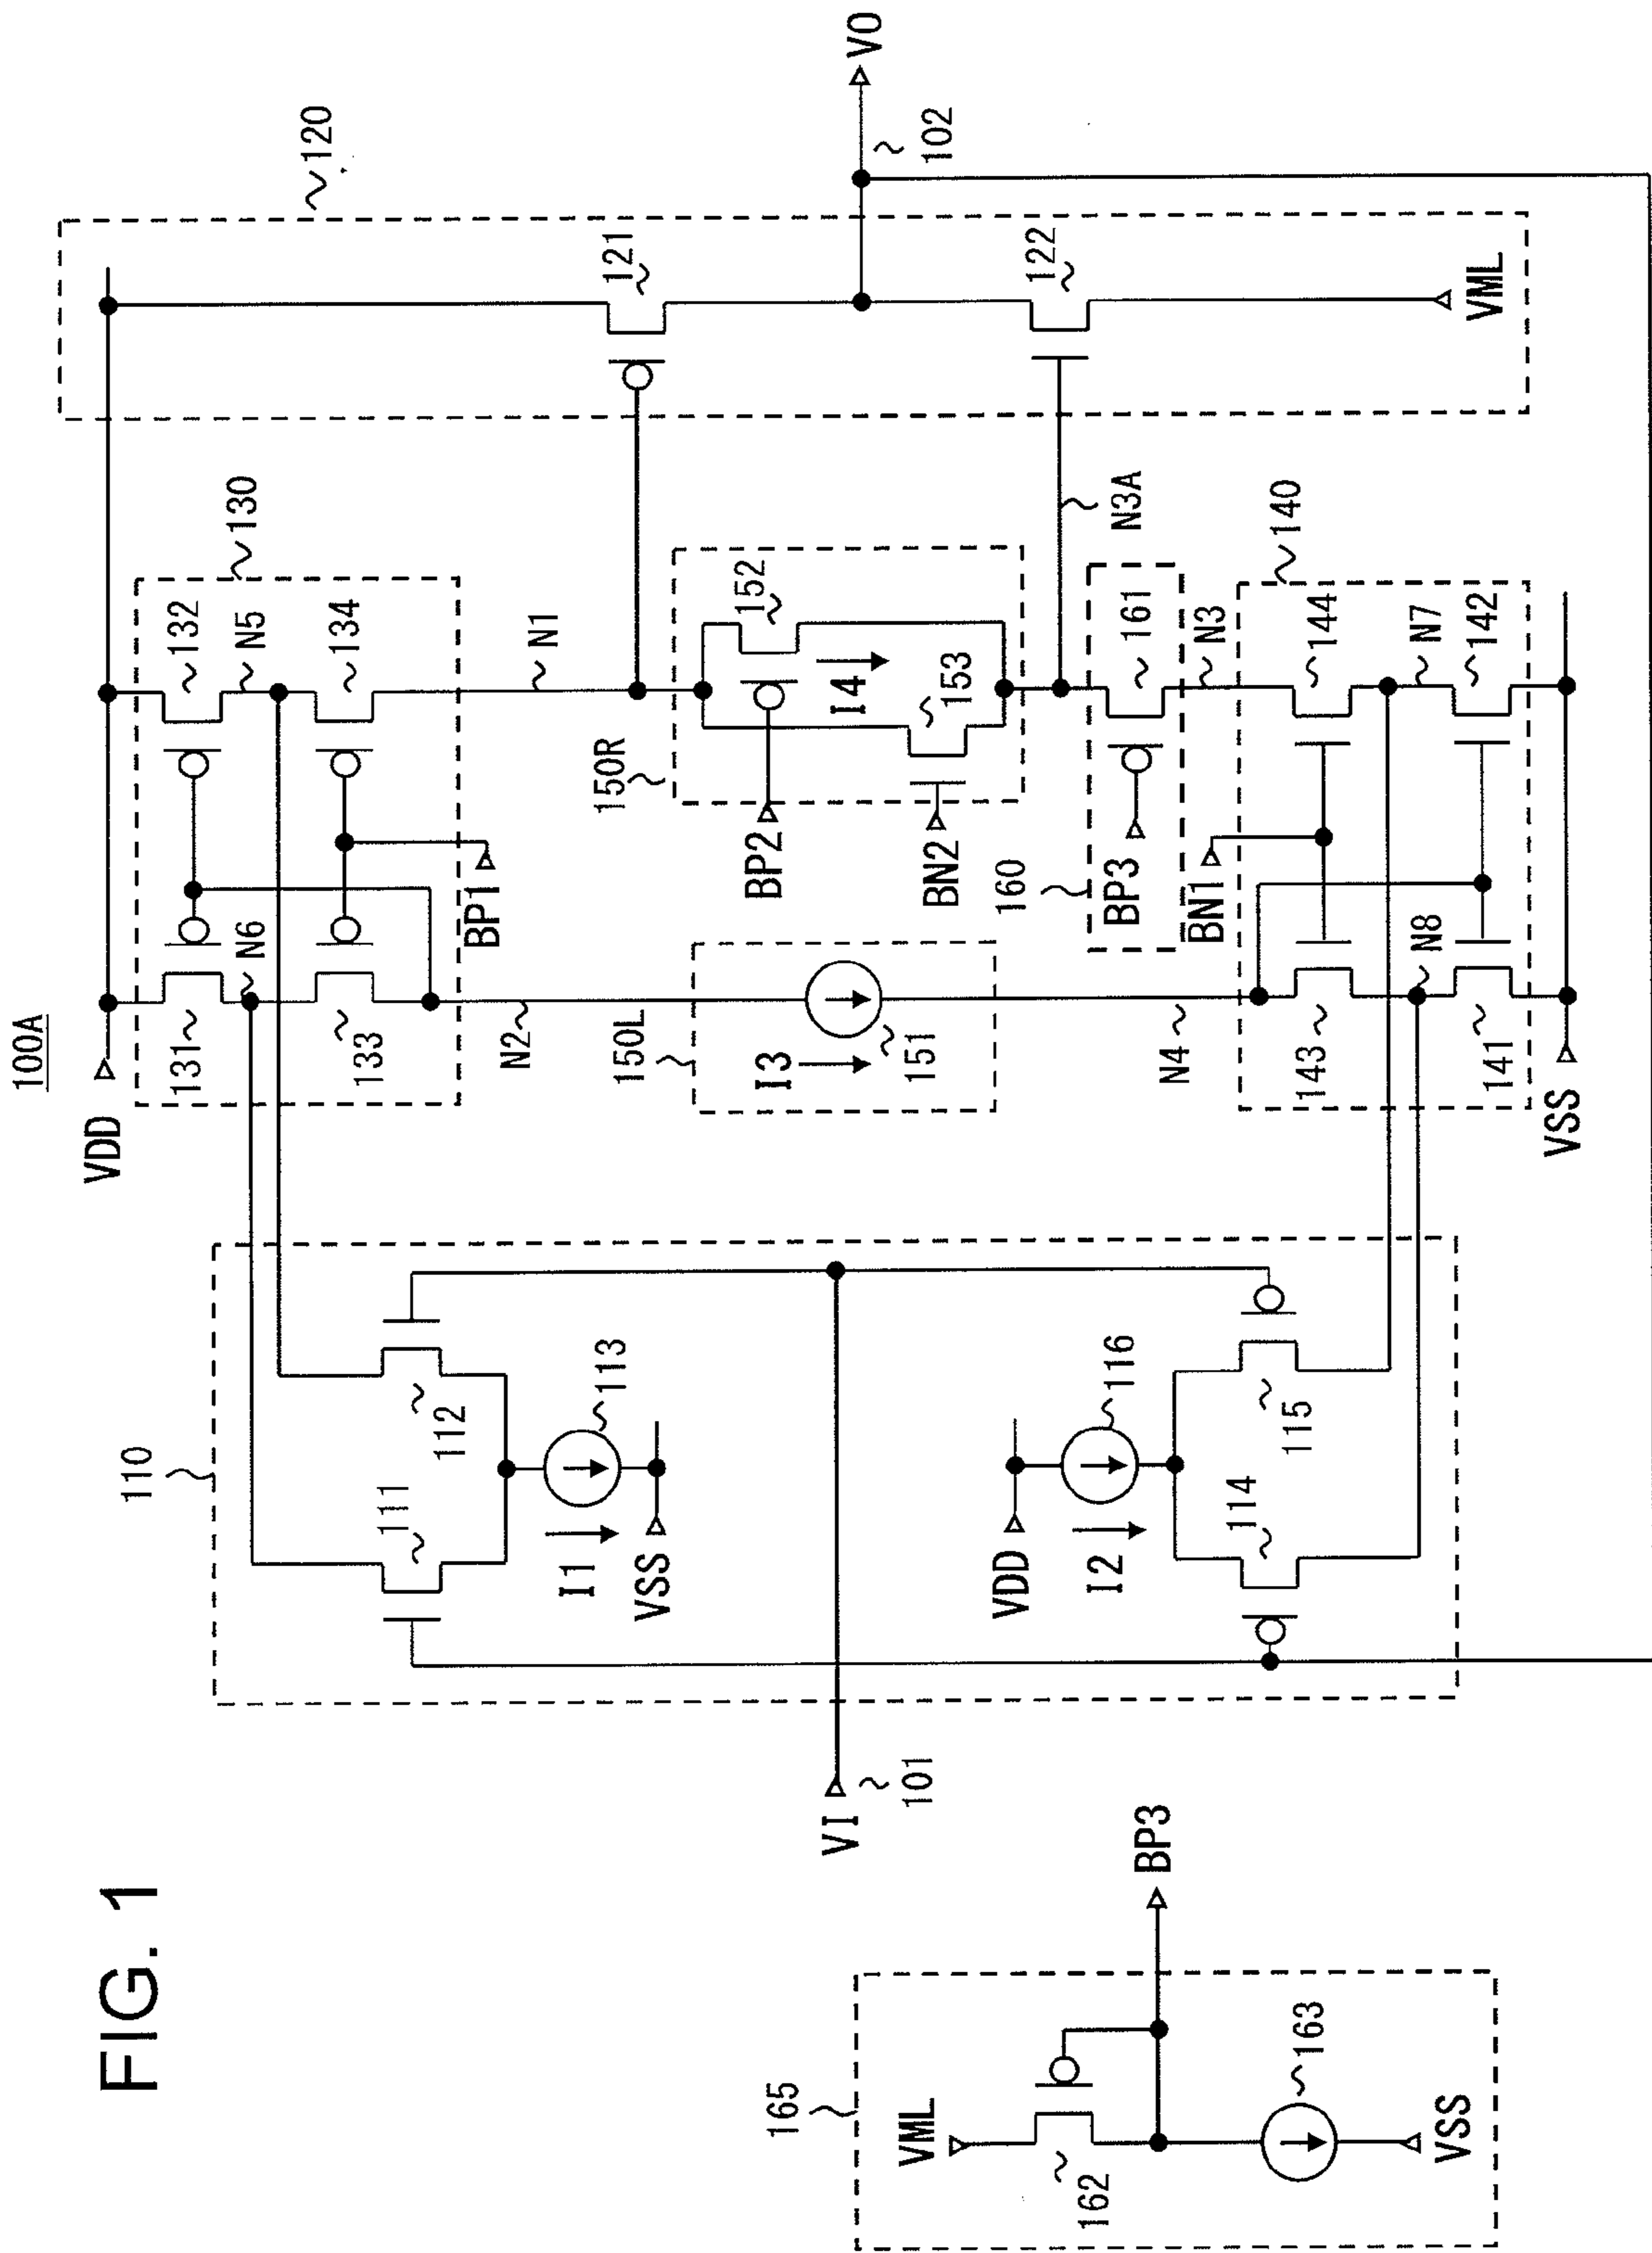 FIG. 1
100A
120
VDD
130
131
132
N6
N5
133
134
BP1
N2
N1
121
VO
102
110
111
112
I1
113
VSS
150L
I3
151
150R
BP2
152
I4
153
BN2
VI
101
N3A
122
VML
160
BP3
161
N3
VDD
I2
116
114
115
N4
BN1
140
143
144
N8
N7
141
142
VSS
165
VML
162
BP3
163
VSS